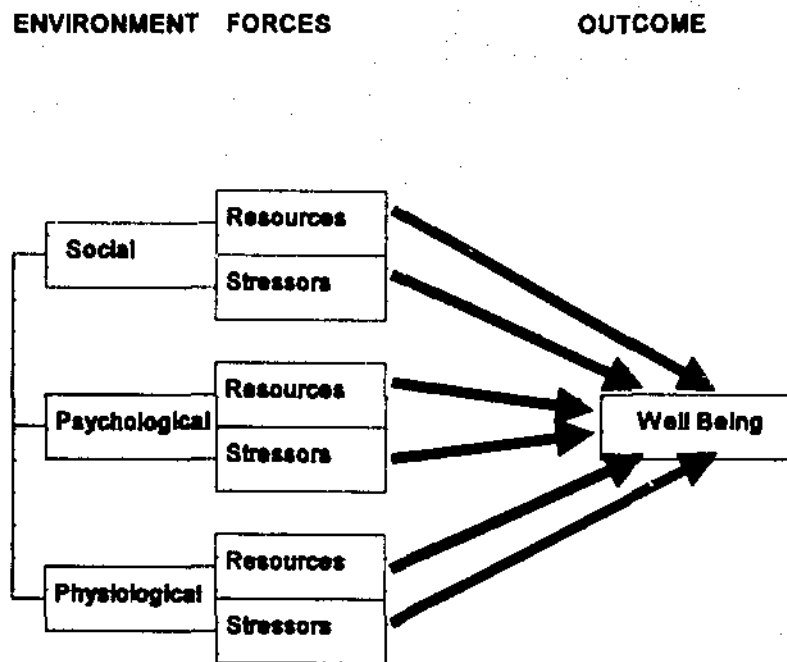 ENVIRONMENT FORCES OUTCOME
Resources
Social
Stressors
Resources
Psychological
Well Being
Stressors
Resources
Physiological
Stressors